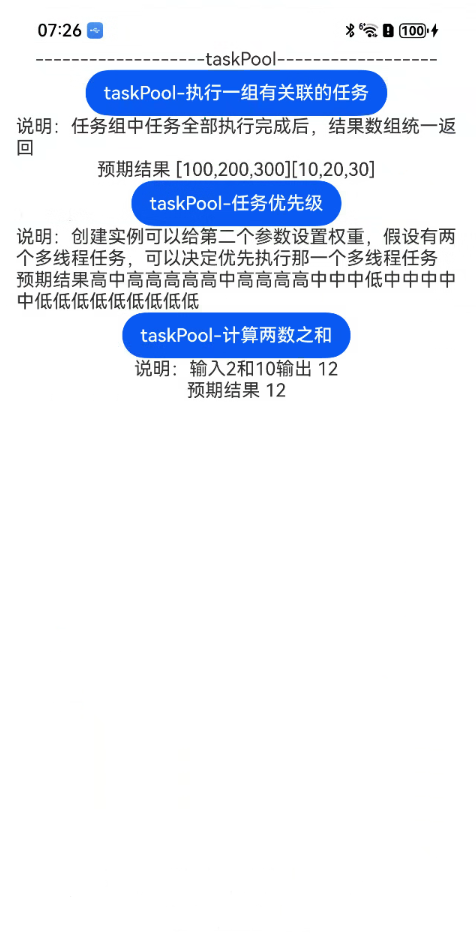 07:26
100
------------------taskPool------------------
taskPool-执行一组有关联的任务
说明：任务组中任务全部执行完成后，结果数组统一返
回
预期结果 [100,200,300][10,20,30]
taskPool-任务优先级
说明：创建实例可以给第二个参数设置权重，假设有两
个多线程任务，可以决定优先执行那一个多线程任务
预期结果高中高高高高高中高高高高中中中低中中中中
中低低低低低低低低低
taskPool-计算两数之和
说明：输入2和10输出 12
预期结果 12